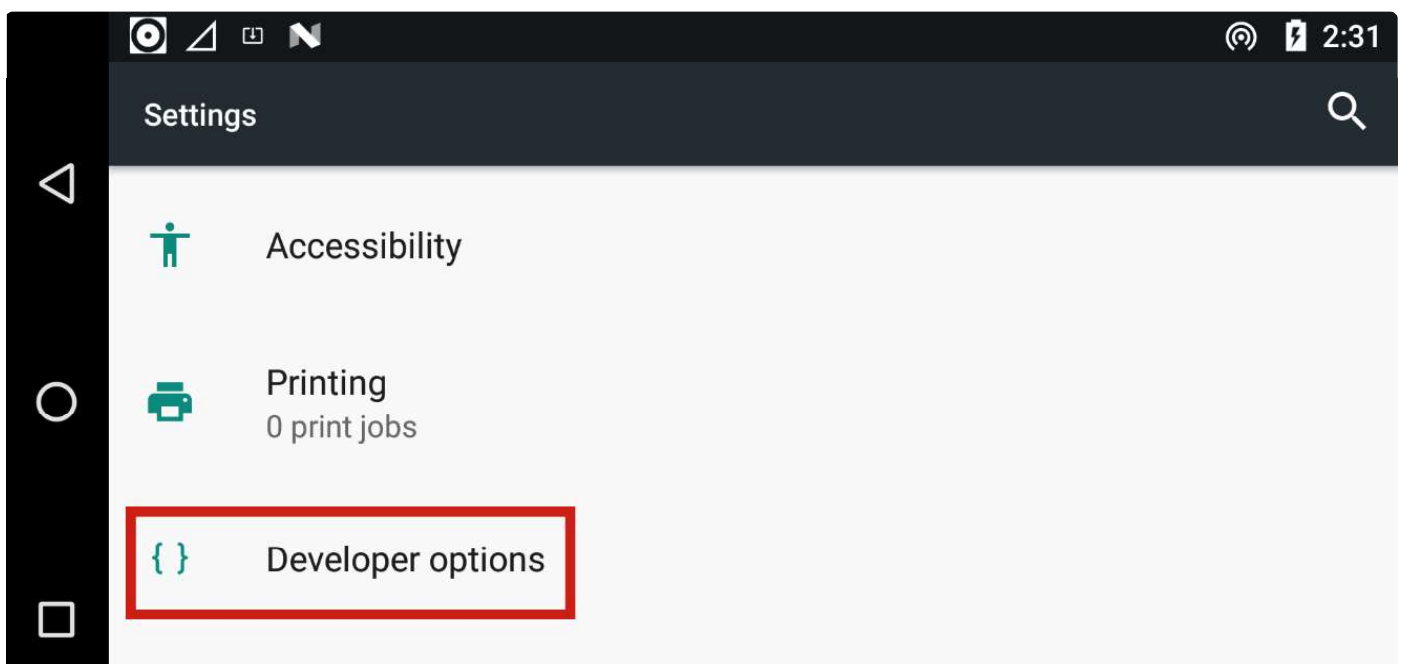 2:31
Settings
Accessibility
Printing
0 print jobs
{ } Developer options